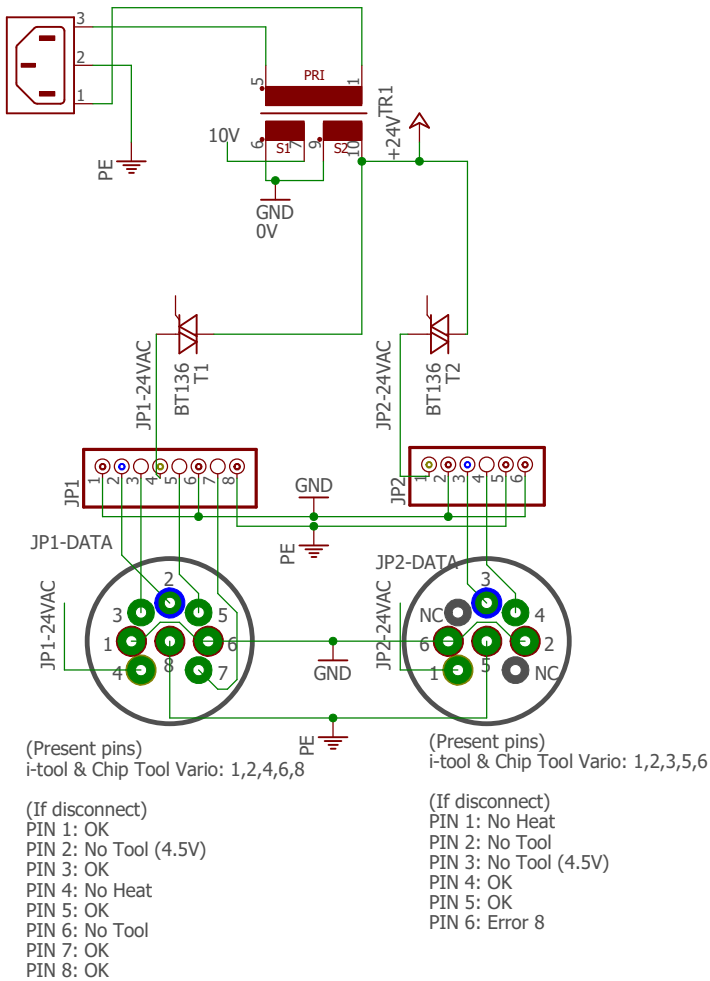 3
2
1
PE
5
PRI
1
TR1
10V
6
S1
7
9
S2
10
+24V
GND
0V
JP1-24VAC
BT136
T1
JP2-24VAC
BT136
T2
JP1
1
2
3
4
5
6
7
8
GND
PE
JP2
1
2
3
4
5
6
JP1-DATA
JP1-24VAC
2
3
5
1
8
6
4
7
GND
PE
JP2-DATA
JP2-24VAC
3
NC
4
6
5
2
1
NC
(Present pins)
i-tool & Chip Tool Vario: 1,2,4,6,8
(If disconnect)
PIN 1: OK
PIN 2: No Tool (4.5V)
PIN 3: OK
PIN 4: No Heat
PIN 5: OK
PIN 6: No Tool
PIN 7: OK
PIN 8: OK
(Present pins)
i-tool & Chip Tool Vario: 1,2,3,5,6
(If disconnect)
PIN 1: No Heat
PIN 2: No Tool
PIN 3: No Tool (4.5V)
PIN 4: OK
PIN 5: OK
PIN 6: Error 8